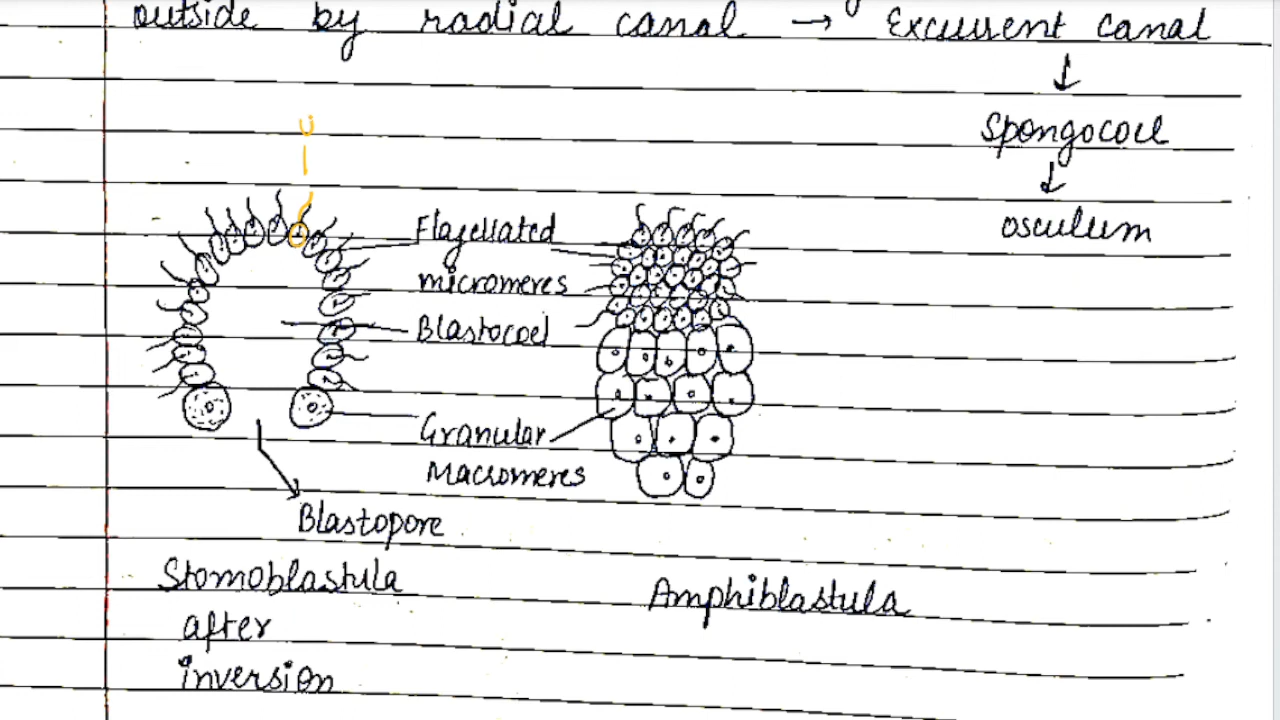 outside by radial canal → Excurrent canal
↓
Spongocoel
↓
osculum
Flagellated
micromeres
Blastocoel
Granular
Macromeres
Blastopore
Stomoblastula
after
inversion
Amphiblastula